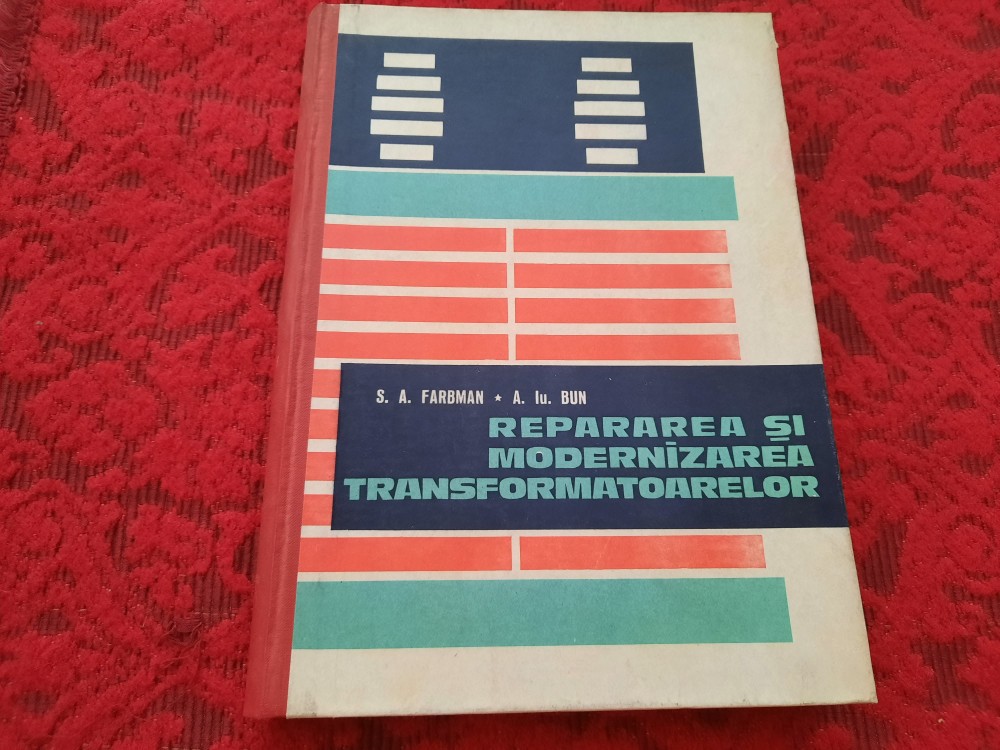 S. A. FARBMAN ★ A. Iu. BUN
REPARAREA ȘI
MODERNIZAREA
TRANSFORMATOARELOR